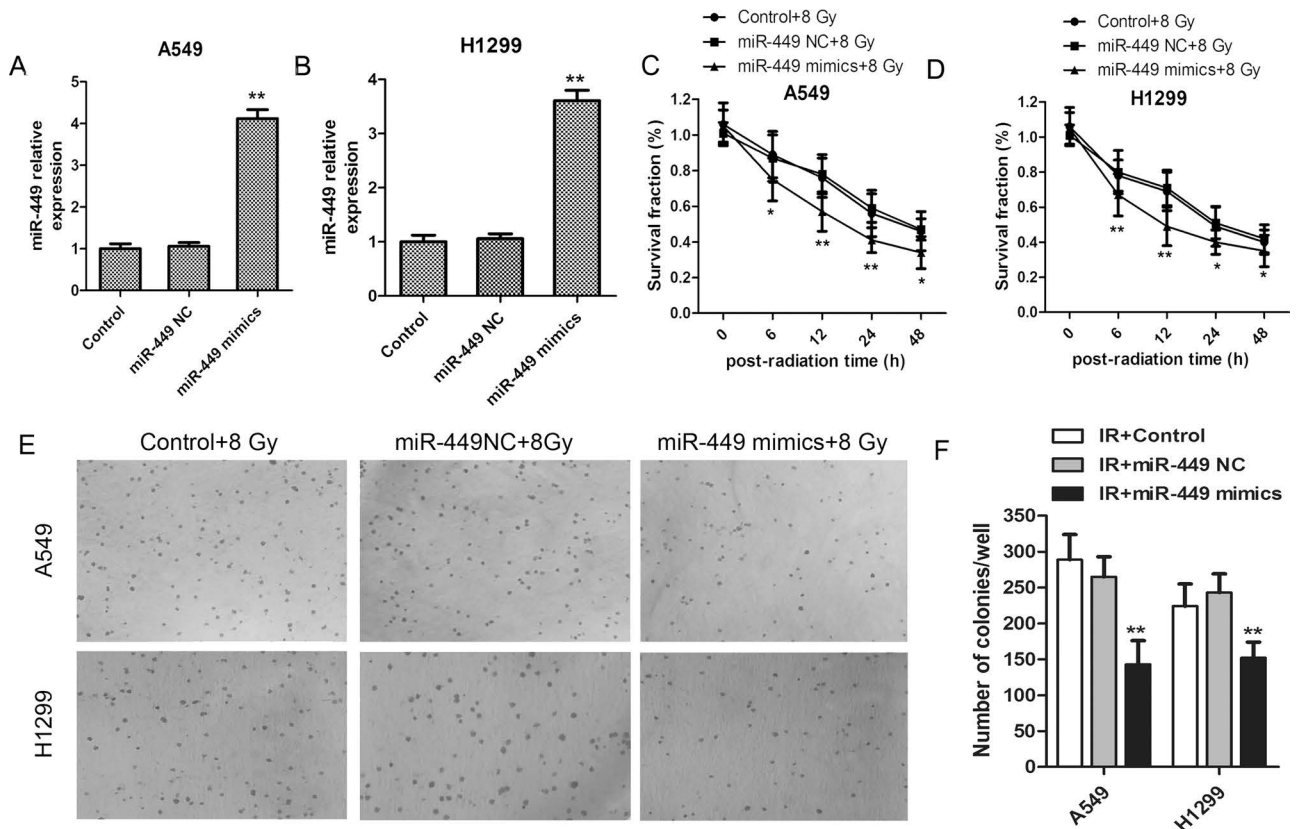 A
A549
miR-449 relative
expression
5
4
3
2
1
0
**
Control
miR-449 NC
miR-449 mimics
B
H1299
miR-449 relative
expression
4
3
2
1
0
**
Control
miR-449 NC
miR-449 mimics
C
Control+8 Gy
miR-449 NC+8 Gy
miR-449 mimics+8 Gy
A549
Survival fraction (%)
1.2
1.0
0.8
0.6
0.4
0.2
0.0
*
**
**
*
0
6
12
24
48
post-radiation time (h)
D
Control+8 Gy
miR-449 NC+8 Gy
miR-449 mimics+8 Gy
H1299
Survival fraction (%)
1.2
1.0
0.8
0.6
0.4
0.2
0.0
**
**
*
*
0
6
12
24
48
post-radiation time (h)
E
Control+8 Gy
miR-449NC+8Gy
miR-449 mimics+8 Gy
A549
H1299
F
IR+Control
IR+miR-449 NC
IR+miR-449 mimics
Number of colonies/well
350
300
250
200
150
100
50
0
**
**
A549
H1299